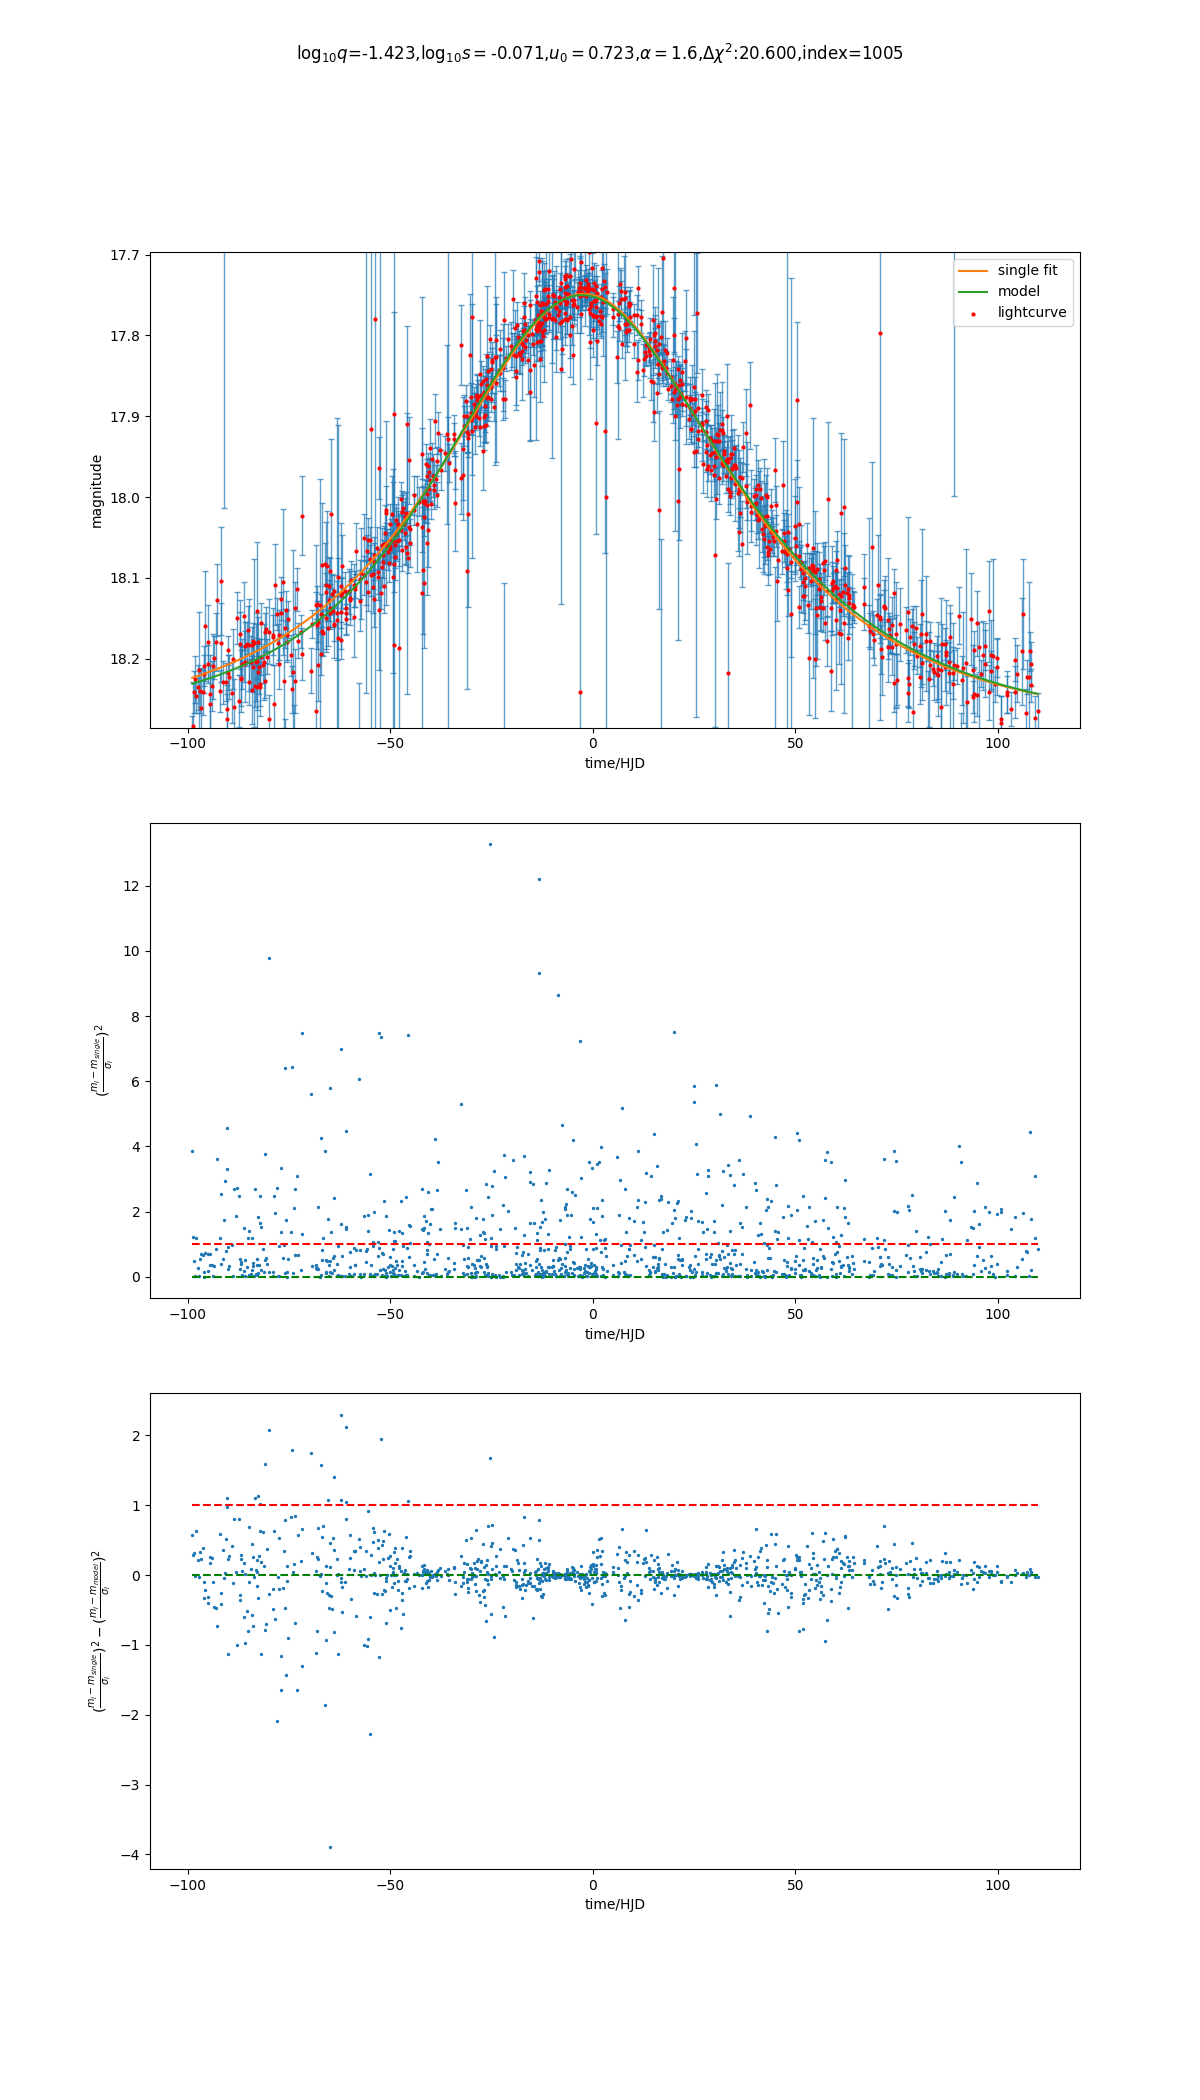 log₁₀q=-1.423,log₁₀s = -0.071,u₀ = 0.723,α = 1.6,Δχ²:20.600,index=1005
17.7
17.8
17.9
18.0
18.1
18.2
magnitude
single fit
model
lightcurve
−100 −50 0 50 100
time/HJD
12
10
8
6
4
2
0
((mᵢ − m_single)/σᵢ)²
−100 −50 0 50 100
time/HJD
2
1
0
−1
−2
−3
−4
((mᵢ − m_single)/σᵢ)² − ((mᵢ − m_model)/σᵢ)²
−100 −50 0 50 100
time/HJD